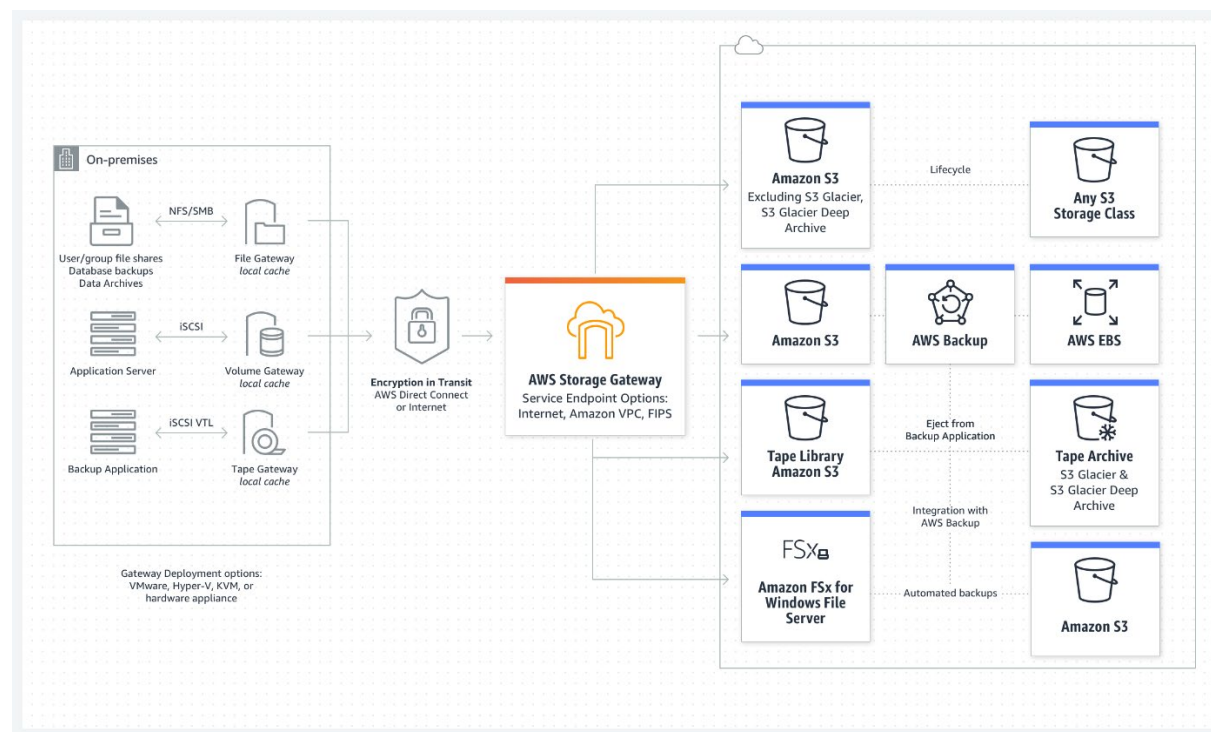 On-premises
NFS/SMB
User/group file shares
Database backups
Data Archives
File Gateway
local cache
iSCSI
Application Server
Volume Gateway
local cache
iSCSI VTL
Backup Application
Tape Gateway
local cache
Gateway Deployment options:
VMware, Hyper-V, KVM, or
hardware appliance
Encryption in Transit
AWS Direct Connect
or Internet
AWS Storage Gateway
Service Endpoint Options:
Internet, Amazon VPC, FIPS
Amazon S3
Excluding S3 Glacier,
S3 Glacier Deep
Archive
Lifecycle
Any S3
Storage Class
Amazon S3
AWS Backup
AWS EBS
Tape Library
Amazon S3
Eject from
Backup Application
Tape Archive
S3 Glacier &
S3 Glacier Deep
Archive
Integration with
AWS Backup
FSx
Amazon FSx for
Windows File
Server
Automated backups
Amazon S3